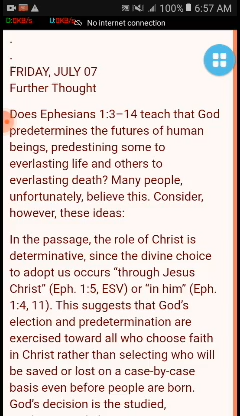 0:0KB/s U:0KB/s No internet connection 100% 6:57 AM
.
.
FRIDAY, JULY 07
Further Thought
Does Ephesians 1:3–14 teach that God
predetermines the futures of human
beings, predestining some to
everlasting life and others to
everlasting death? Many people,
unfortunately, believe this. Consider,
however, these ideas:
In the passage, the role of Christ is
determinative, since the divine choice
to adopt us occurs “through Jesus
Christ” (Eph. 1:5, ESV) or “in him” (Eph.
1:4, 11). This suggests that God’s
election and predetermination are
exercised toward all who choose faith
in Christ rather than selecting who will
be saved or lost on a case-by-case
basis even before people are born.
God’s decision is the studied,